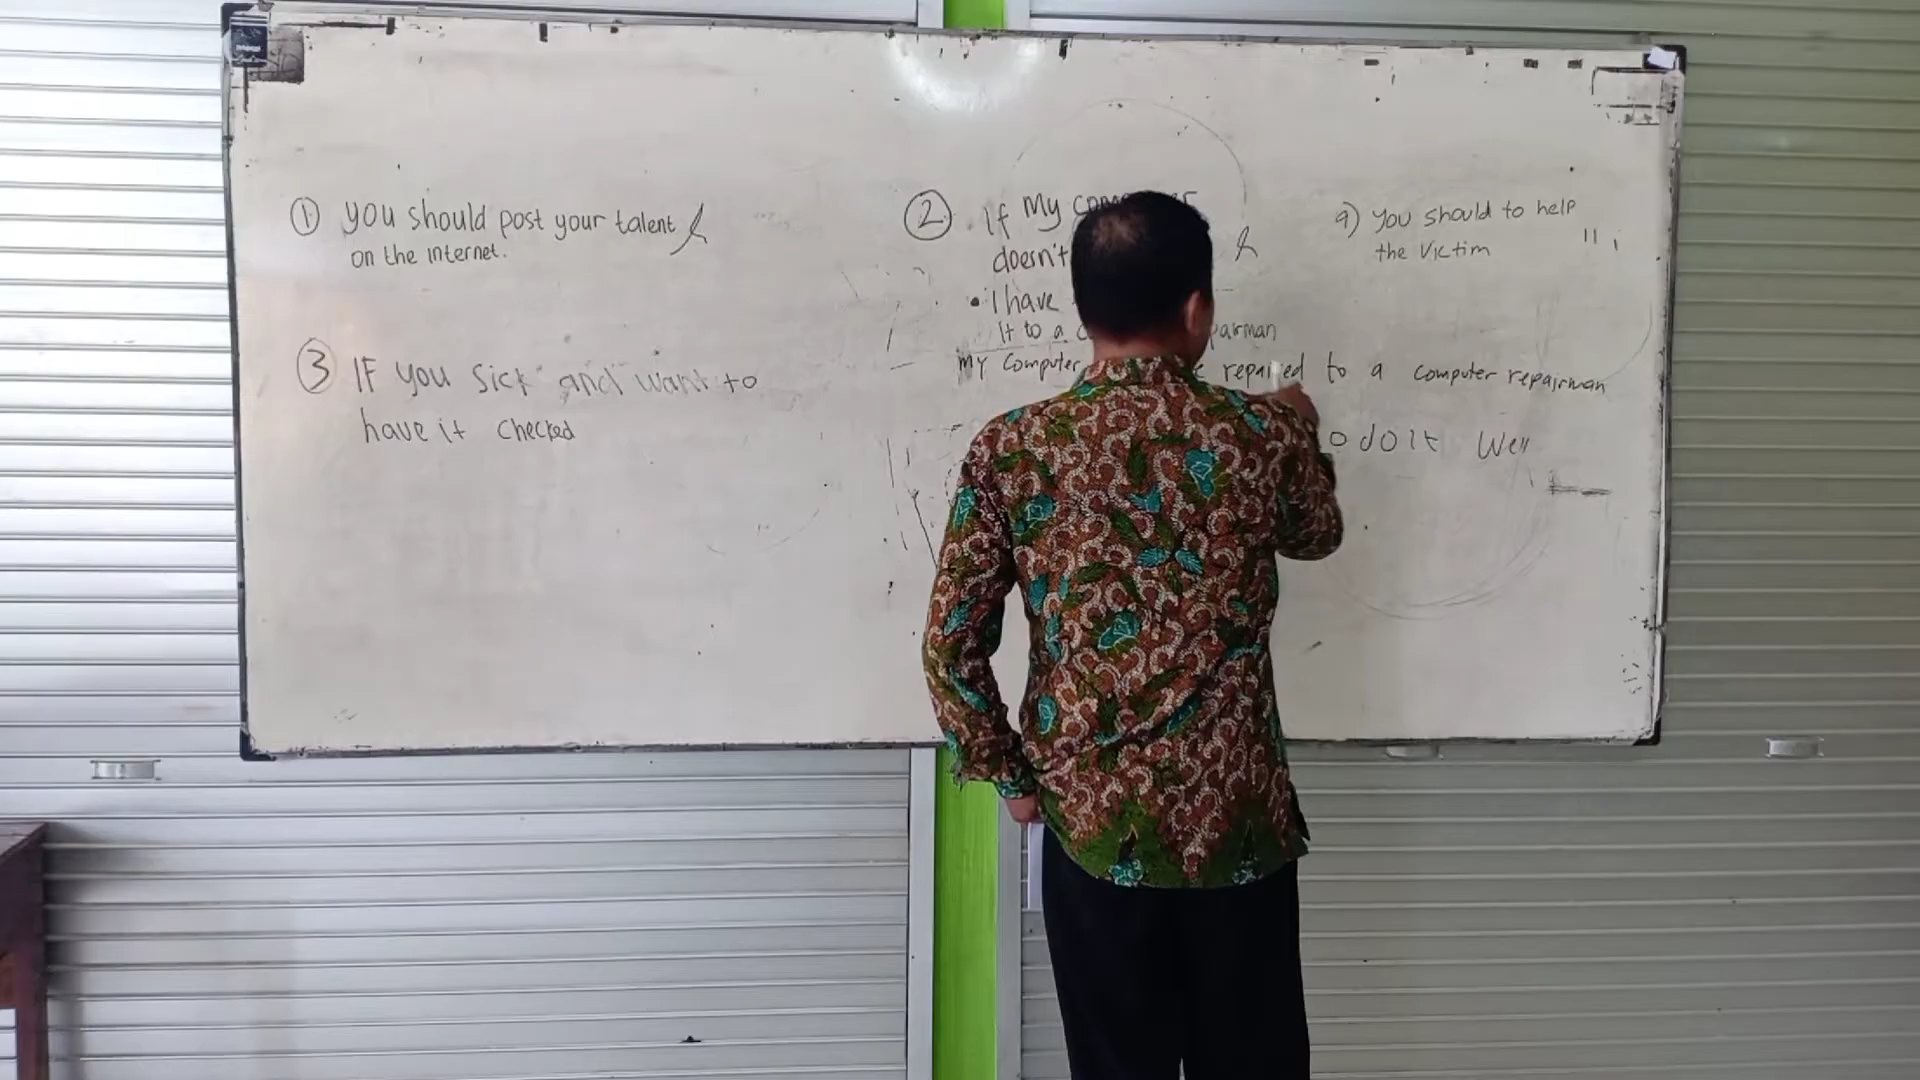 ① you should post your talent
on the internet.
③ IF you sick and want to
have it checked
② . If My
doesn't
• I have
It to a
my computer repaired to a computer repairman
do it Well
9) you should to help
the victim